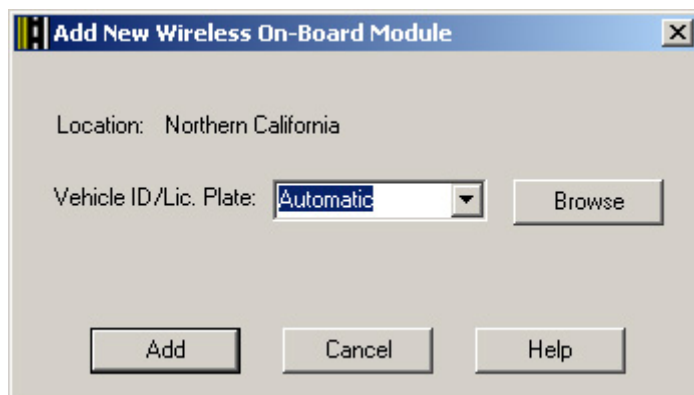 Add New Wireless On-Board Module
Location: Northern California
Vehicle ID/Lic. Plate: Automatic Browse
Add Cancel Help